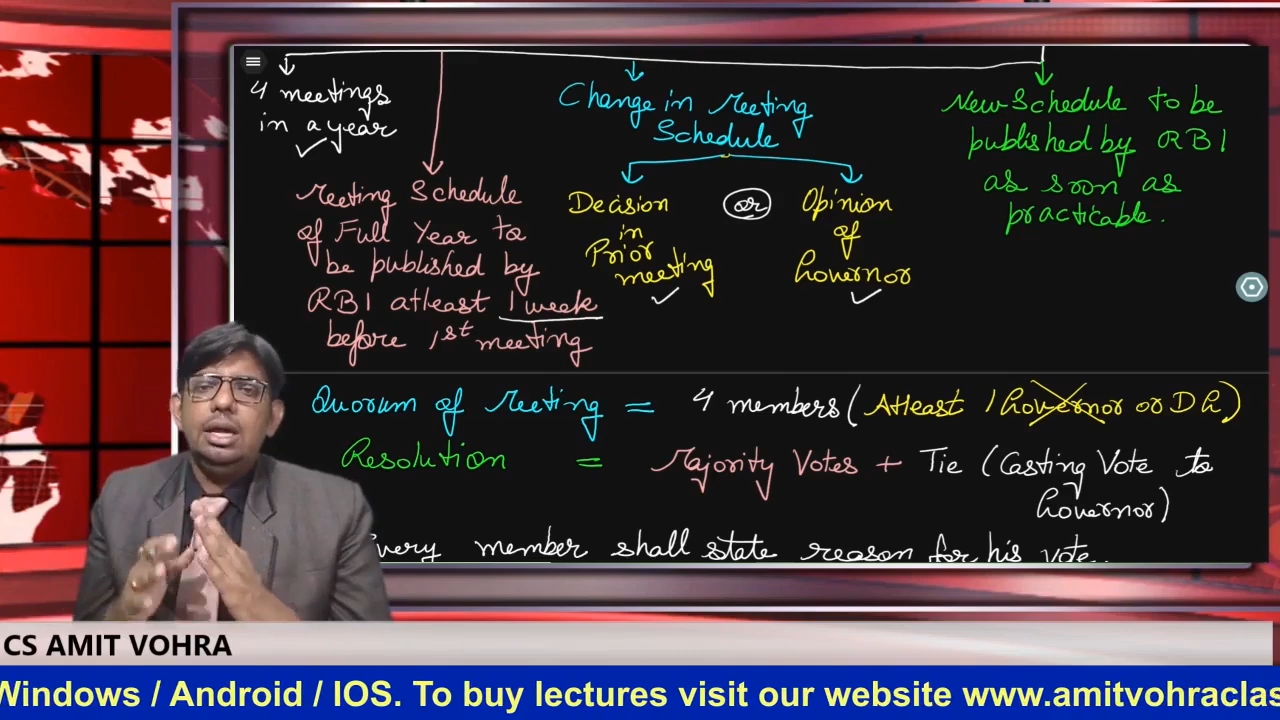 4 meetings
in a year
Meeting Schedule
of Full Year to
be published by
RBI atleast 1 week
before 1st meeting
Change in Meeting
Schedule
Decision
in
Prior
meeting
or
Opinion
of
Governor
New Schedule to be
published by RBI
as soon as
practicable.
Quorum of Meeting = 4 members (Atleast 1 Governor or DG)
Resolution = Majority Votes + Tie (Casting Vote to
Governor)
very member shall state reason for his vote.
CS AMIT VOHRA
Windows / Android / IOS. To buy lectures visit our website www.amitvohraclas